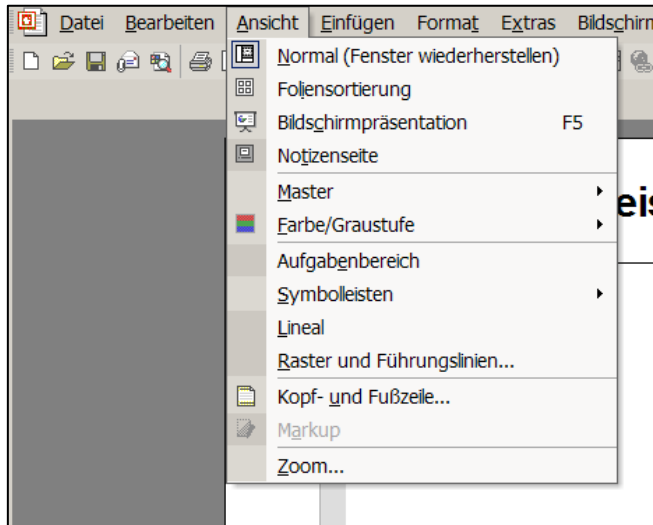 Datei Bearbeiten Ansicht Einfügen Format Extras Bildschirm
Normal (Fenster wiederherstellen)
Foliensortierung
Bildschirmpräsentation F5
Notizenseite
Master
eis
Farbe/Graustufe
Aufgabenbereich
Symbolleisten
Lineal
Raster und Führungslinien...
Kopf- und Fußzeile...
Markup
Zoom...